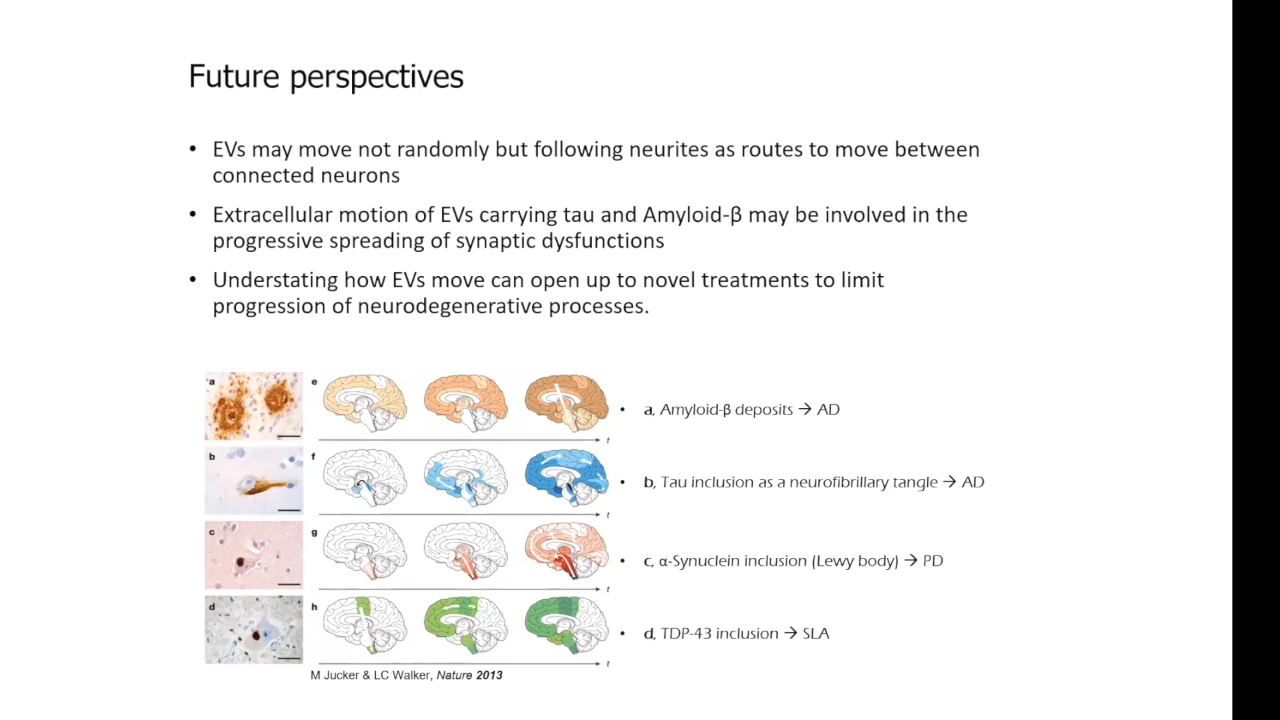 Future perspectives
• EVs may move not randomly but following neurites as routes to move between
connected neurons
• Extracellular motion of EVs carrying tau and Amyloid-β may be involved in the
progressive spreading of synaptic dysfunctions
• Understating how EVs move can open up to novel treatments to limit
progression of neurodegenerative processes.
a e
t
• a, Amyloid-β deposits → AD
b f
t
• b, Tau inclusion as a neurofibrillary tangle → AD
c g
t
• c, α-Synuclein inclusion (Lewy body) → PD
d h
t
• d, TDP-43 inclusion → SLA
M Jucker & LC Walker, Nature 2013